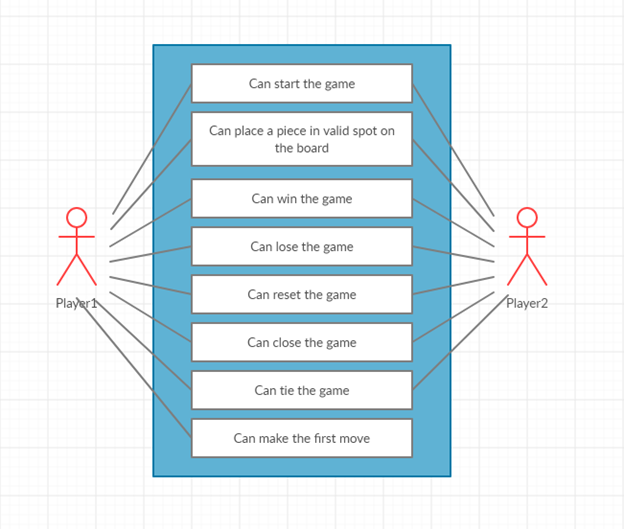 Can start the game
Can place a piece in valid spot on
the board
Can win the game
Can lose the game
Can reset the game
Can close the game
Can tie the game
Can make the first move
Player1
Player2